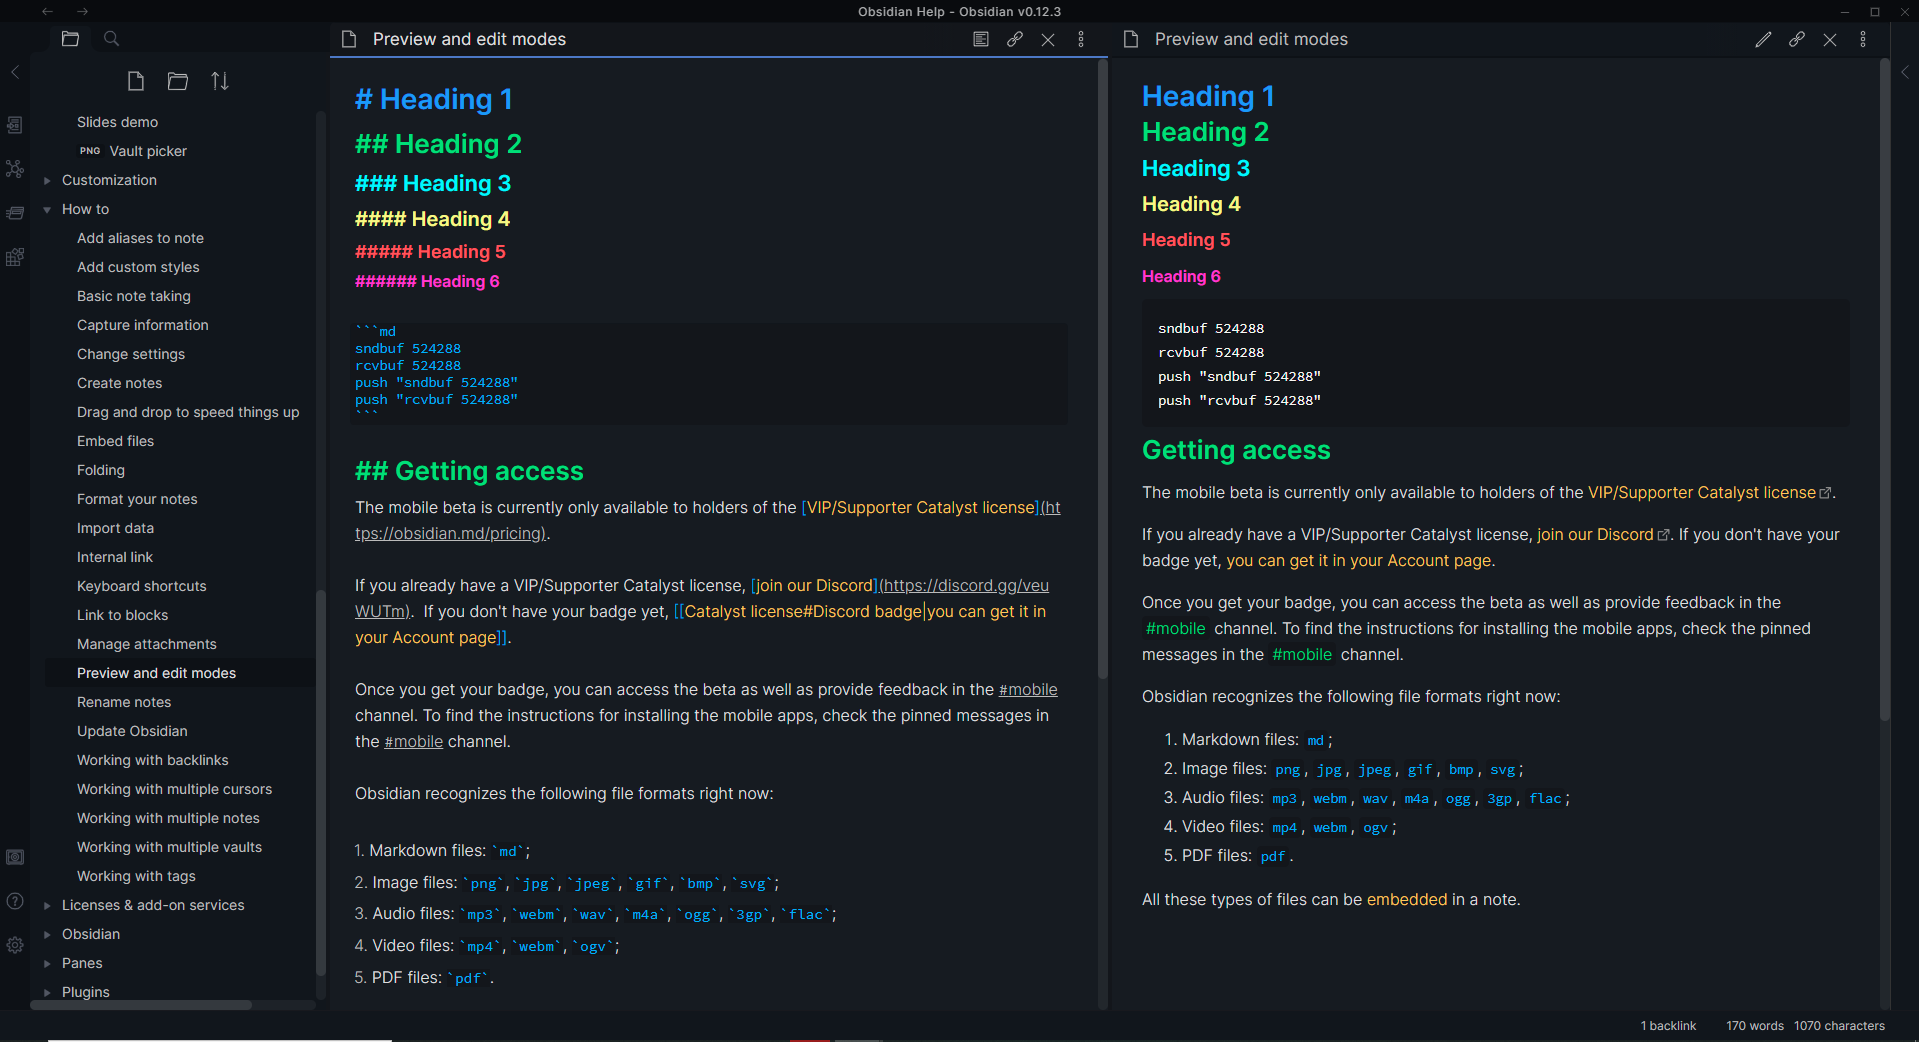 Obsidian Help - Obsidian v0.12.3
Slides demo
PNG Vault picker
Customization
How to
Add aliases to note
Add custom styles
Basic note taking
Capture information
Change settings
Create notes
Drag and drop to speed things up
Embed files
Folding
Format your notes
Import data
Internal link
Keyboard shortcuts
Link to blocks
Manage attachments
Preview and edit modes
Rename notes
Update Obsidian
Working with backlinks
Working with multiple cursors
Working with multiple notes
Working with multiple vaults
Working with tags
Licenses & add-on services
Obsidian
Panes
Plugins
Preview and edit modes
# Heading 1
## Heading 2
### Heading 3
#### Heading 4
##### Heading 5
###### Heading 6
```md
sndbuf 524288
rcvbuf 524288
push "sndbuf 524288"
push "rcvbuf 524288"
```
## Getting access
The mobile beta is currently only available to holders of the [VIP/Supporter Catalyst license](ht
tps://obsidian.md/pricing).
If you already have a VIP/Supporter Catalyst license, [join our Discord](https://discord.gg/veu
WUTm).  If you don't have your badge yet, [[Catalyst license#Discord badge|you can get it in
your Account page]].
Once you get your badge, you can access the beta as well as provide feedback in the #mobile
channel. To find the instructions for installing the mobile apps, check the pinned messages in
the #mobile channel.
Obsidian recognizes the following file formats right now:
1. Markdown files: `md`;
2. Image files: `png`, `jpg`, `jpeg`, `gif`, `bmp`, `svg`;
3. Audio files: `mp3`, `webm`, `wav`, `m4a`, `ogg`, `3gp`, `flac`;
4. Video files: `mp4`, `webm`, `ogv`;
5. PDF files: `pdf`.
Preview and edit modes
Heading 1
Heading 2
Heading 3
Heading 4
Heading 5
Heading 6
sndbuf 524288
rcvbuf 524288
push "sndbuf 524288"
push "rcvbuf 524288"
Getting access
The mobile beta is currently only available to holders of the VIP/Supporter Catalyst license.
If you already have a VIP/Supporter Catalyst license, join our Discord. If you don't have your
badge yet, you can get it in your Account page.
Once you get your badge, you can access the beta as well as provide feedback in the
#mobile channel. To find the instructions for installing the mobile apps, check the pinned
messages in the #mobile channel.
Obsidian recognizes the following file formats right now:
1. Markdown files: md;
2. Image files: png, jpg, jpeg, gif, bmp, svg;
3. Audio files: mp3, webm, wav, m4a, ogg, 3gp, flac;
4. Video files: mp4, webm, ogv;
5. PDF files: pdf.
All these types of files can be embedded in a note.
1 backlink 170 words 1070 characters